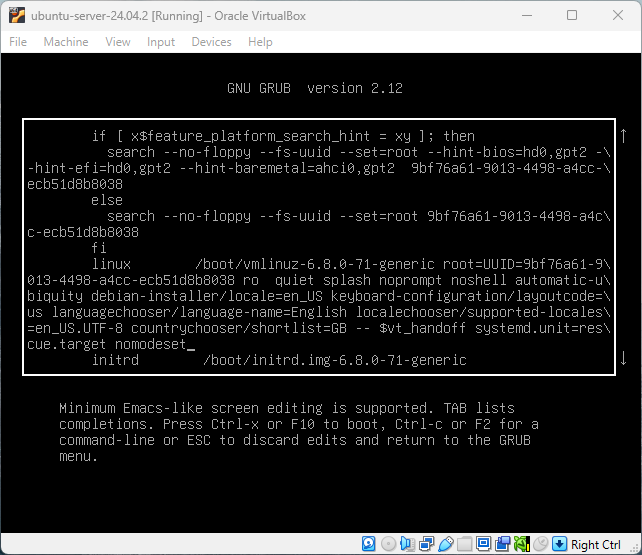 ubuntu-server-24.04.2 [Running] - Oracle VirtualBox
File Machine View Input Devices Help
GNU GRUB version 2.12
if [ x$feature_platform_search_hint = xy ]; then
search --no-floppy --fs-uuid --set=root --hint-bios=hd0,gpt2 -\
-hint-efi=hd0,gpt2 --hint-baremetal=ahci0,gpt2 9bf76a61-9013-4498-a4cc-\
ecb51d8b8038
else
search --no-floppy --fs-uuid --set=root 9bf76a61-9013-4498-a4c\
c-ecb51d8b8038
fi
linux /boot/vmlinuz-6.8.0-71-generic root=UUID=9bf76a61-9\
013-4498-a4cc-ecb51d8b8038 ro quiet splash noprompt noshell automatic-u\
biquity debian-installer/locale=en_US keyboard-configuration/layoutcode=\
us languagechooser/language-name=English localechooser/supported-locales\
=en_US.UTF-8 countrychooser/shortlist=GB -- $vt_handoff systemd.unit=res\
cue.target nomodeset_
initrd /boot/initrd.img-6.8.0-71-generic
Minimum Emacs-like screen editing is supported. TAB lists
completions. Press Ctrl-x or F10 to boot, Ctrl-c or F2 for a
command-line or ESC to discard edits and return to the GRUB
menu.
Right Ctrl